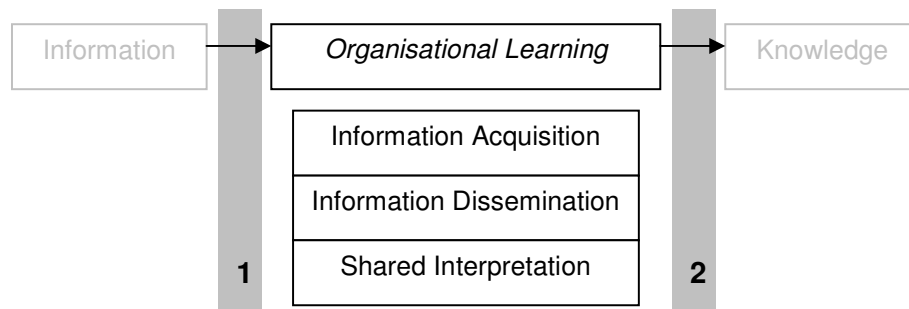 Information
Organisational Learning
Knowledge
Information Acquisition
Information Dissemination
1
Shared Interpretation
2